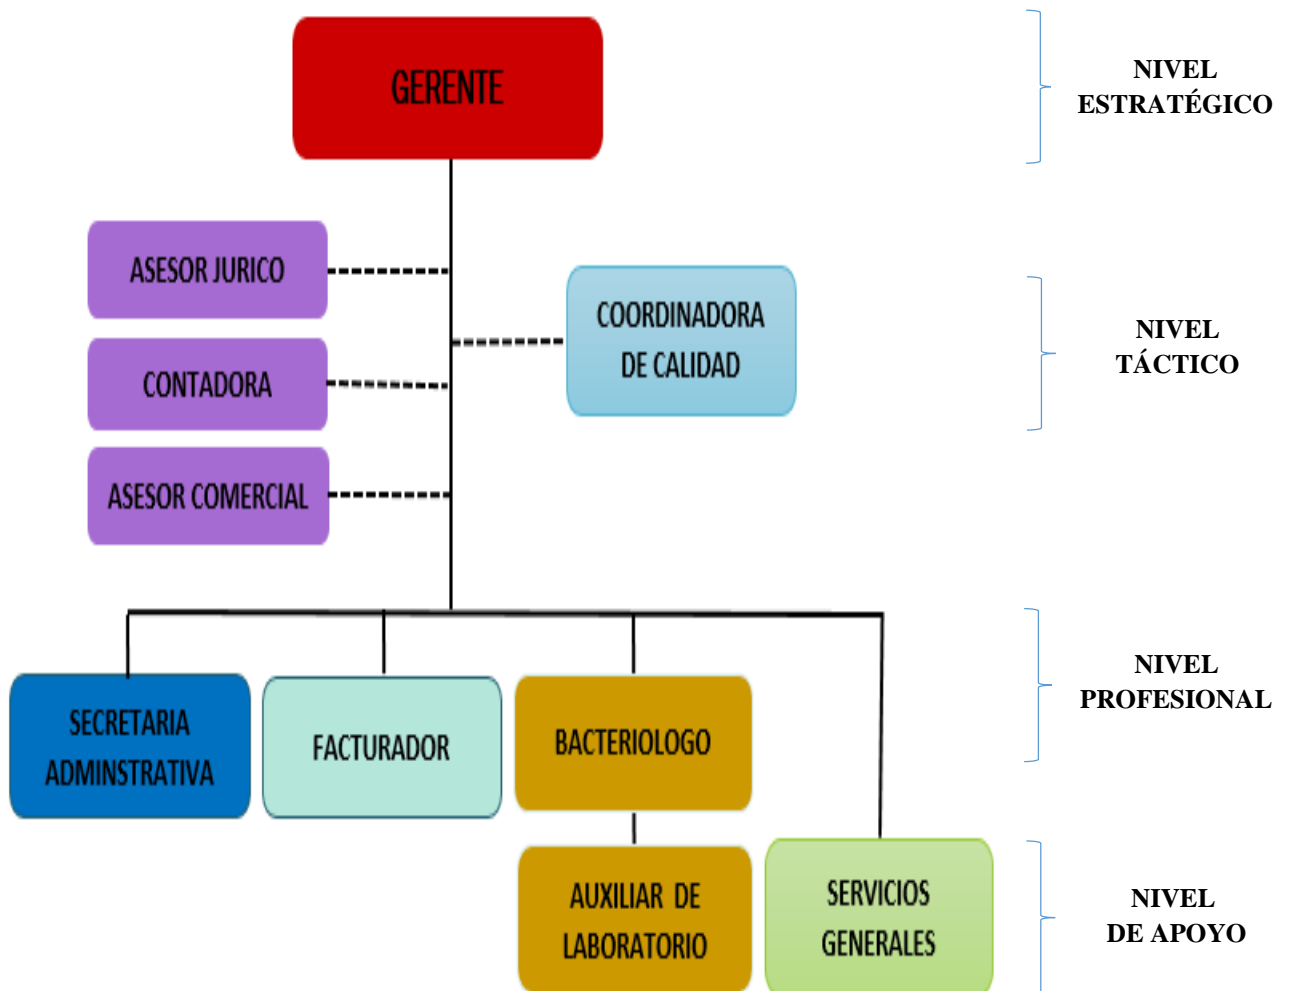 GERENTE
NIVEL
ESTRATÉGICO
ASESOR JURICO
CONTADORA
ASESOR COMERCIAL
COORDINADORA
DE CALIDAD
NIVEL
TÁCTICO
SECRETARIA
ADMINSTRATIVA
FACTURADOR
BACTERIOLOGO
NIVEL
PROFESIONAL
AUXILIAR DE
LABORATORIO
SERVICIOS
GENERALES
NIVEL
DE APOYO